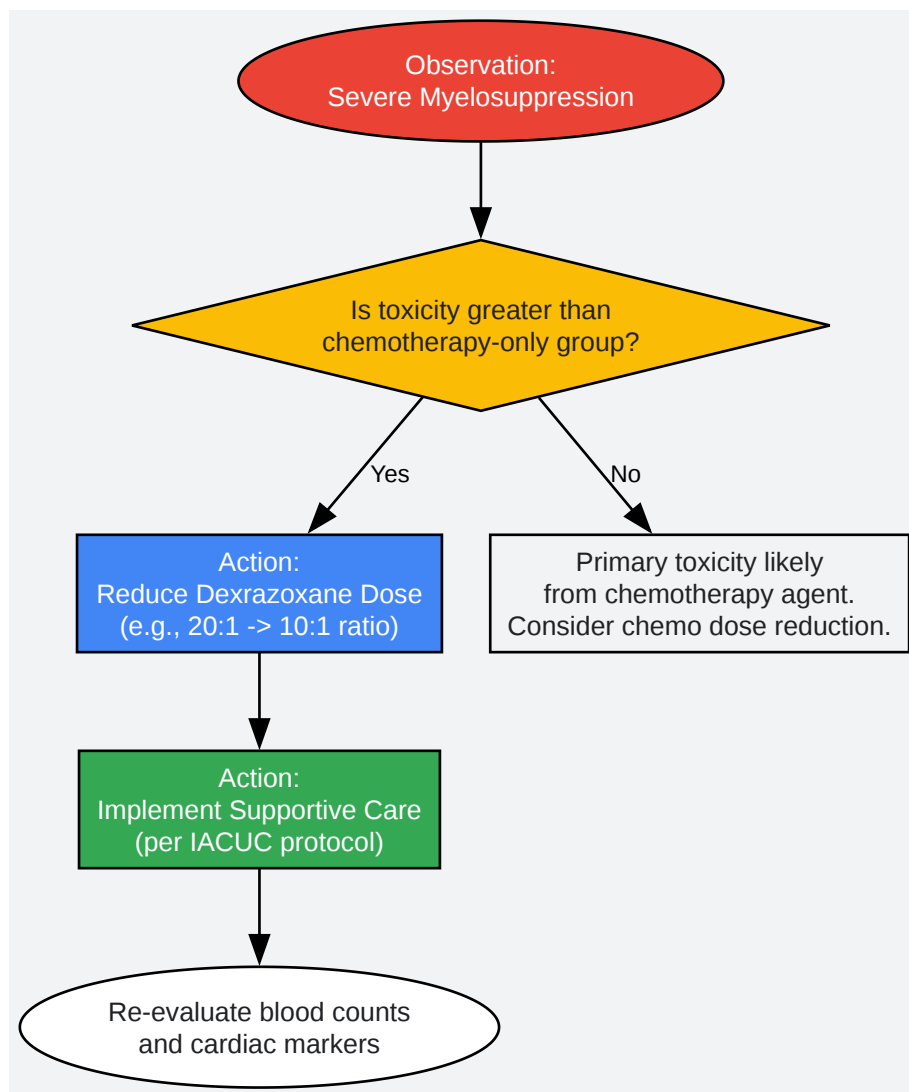 Observation:
Severe Myelosuppression
Is toxicity greater than
chemotherapy-only group?
Yes
No
Action:
Reduce Dexrazoxane Dose
(e.g., 20:1 -> 10:1 ratio)
Primary toxicity likely
from chemotherapy agent.
Consider chemo dose reduction.
Action:
Implement Supportive Care
(per IACUC protocol)
Re-evaluate blood counts
and cardiac markers